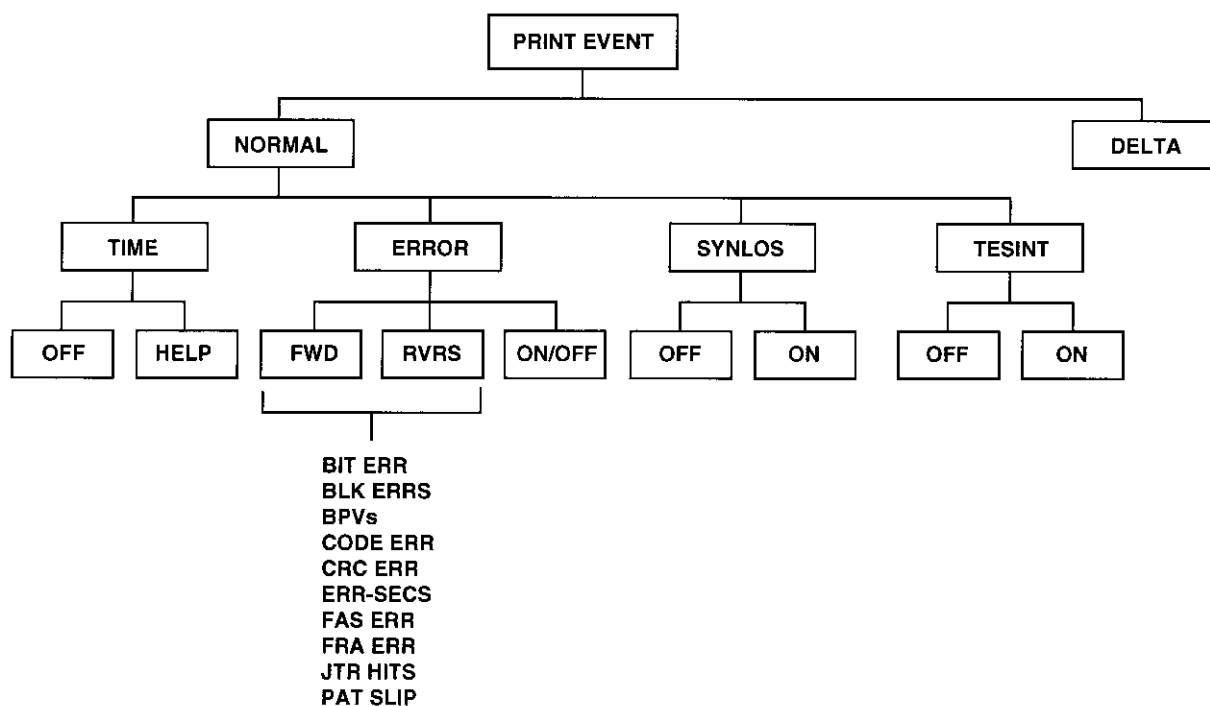 PRINT EVENT
NORMAL
DELTA
TIME
ERROR
SYNLOS
TESINT
OFF
HELP
FWD
RVRS
ON/OFF
OFF
ON
OFF
ON
BIT ERR
BLK ERRS
BPVs
CODE ERR
CRC ERR
ERR-SECS
FAS ERR
FRA ERR
JTR HITS
PAT SLIP